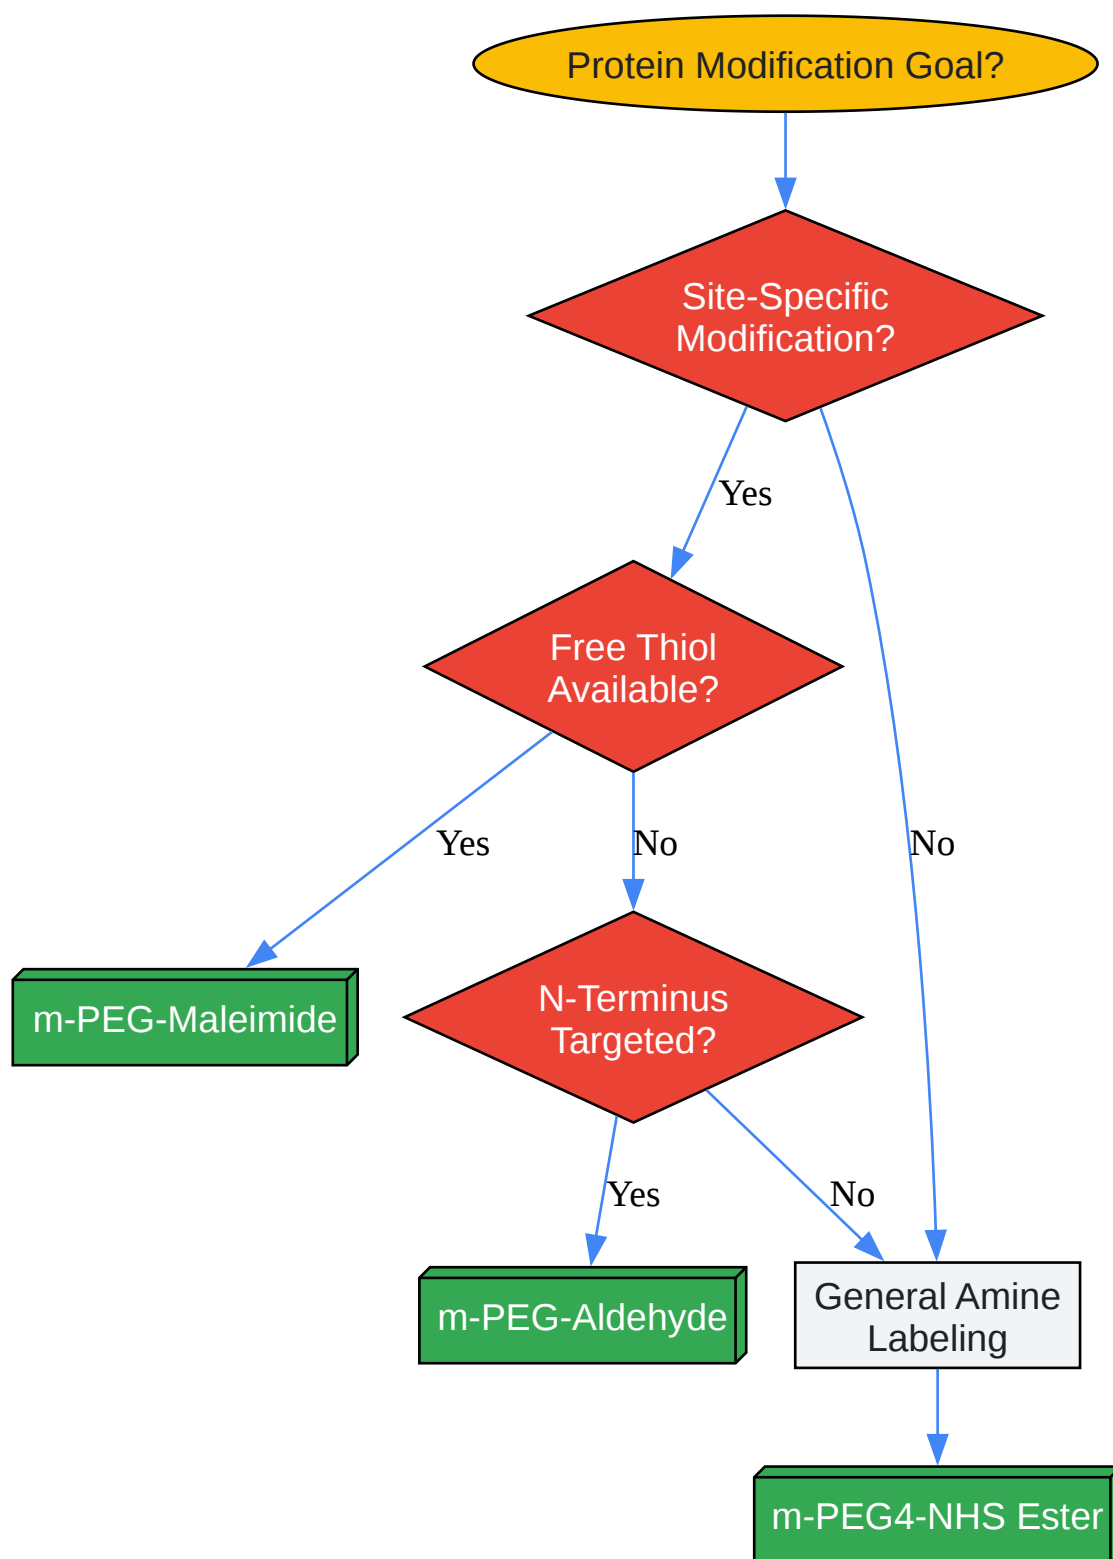 Protein Modification Goal?
Site-Specific
Modification?
Yes
Free Thiol
Available?
Yes
No
No
m-PEG-Maleimide
N-Terminus
Targeted?
Yes
No
m-PEG-Aldehyde
General Amine
Labeling
m-PEG4-NHS Ester